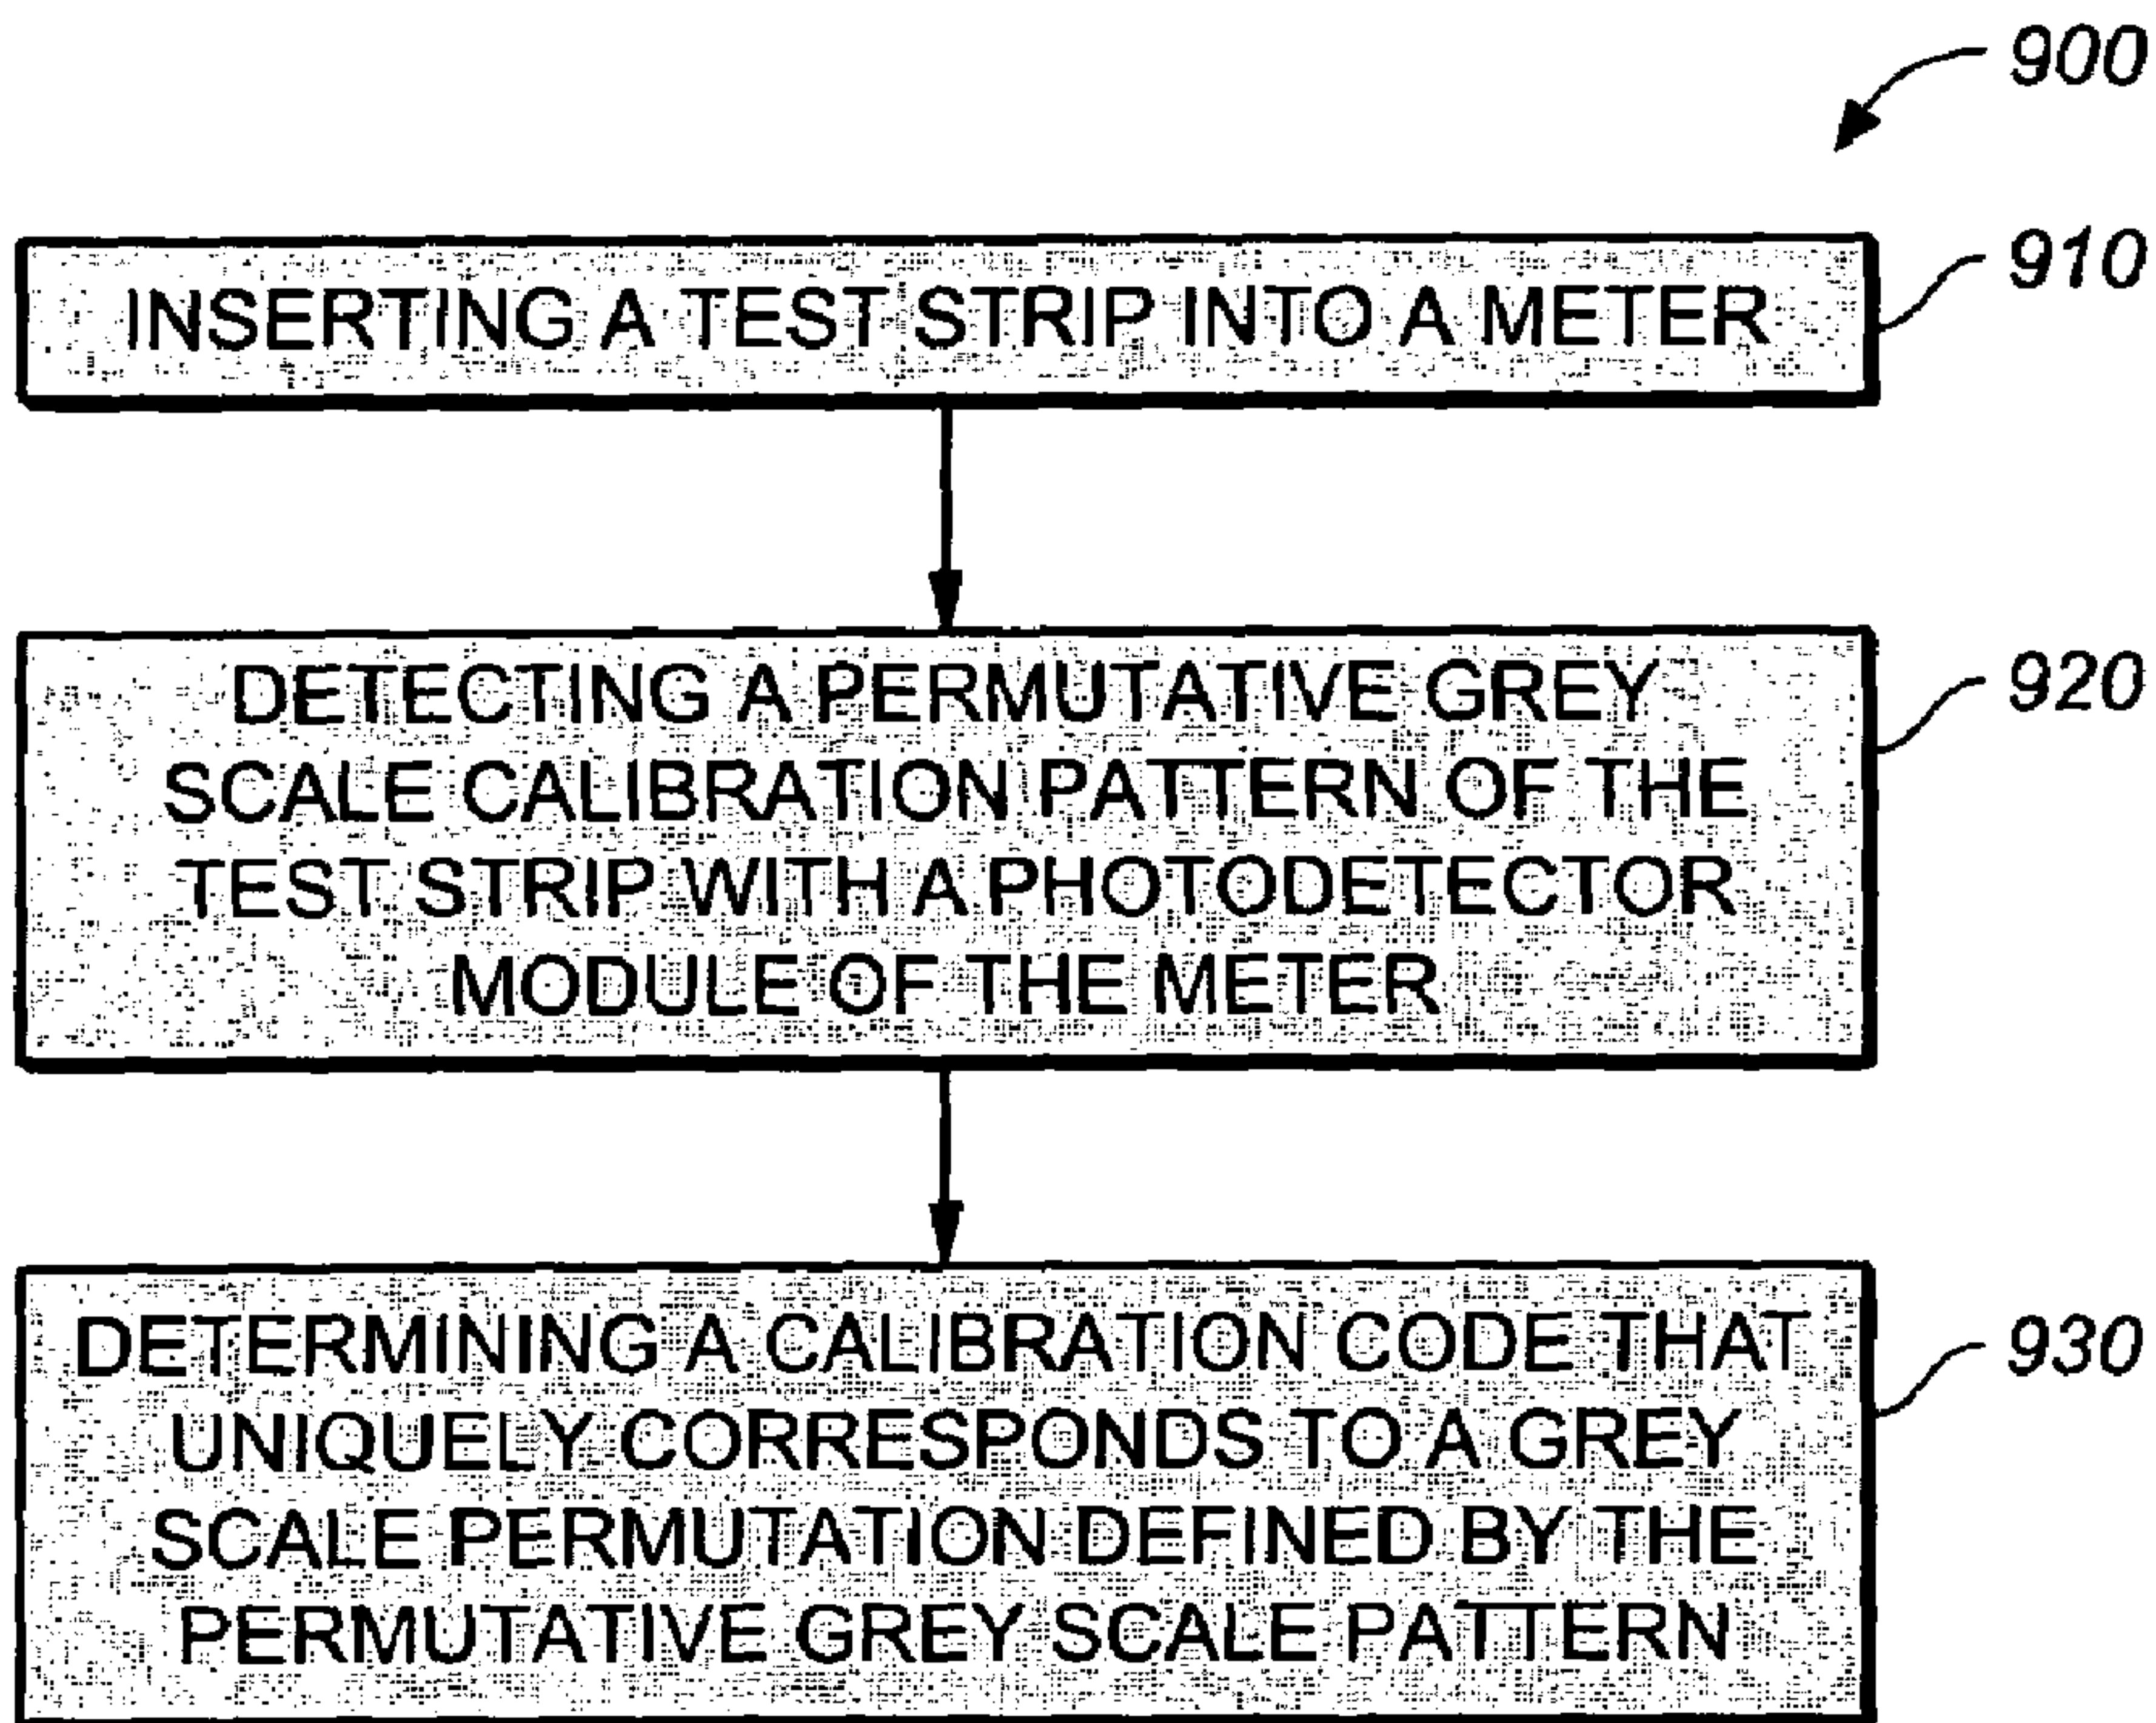 900
INSERTING A TEST STRIP INTO A METER
910
DETECTING A PERMUTATIVE GREY
SCALE CALIBRATION PATTERN OF THE
TEST STRIP WITH A PHOTODETECTOR
MODULE OF THE METER
920
DETERMINING A CALIBRATION CODE THAT
UNIQUELY CORRESPONDS TO A GREY
SCALE PERMUTATION DEFINED BY THE
PERMUTATIVE GREY SCALE PATTERN
930